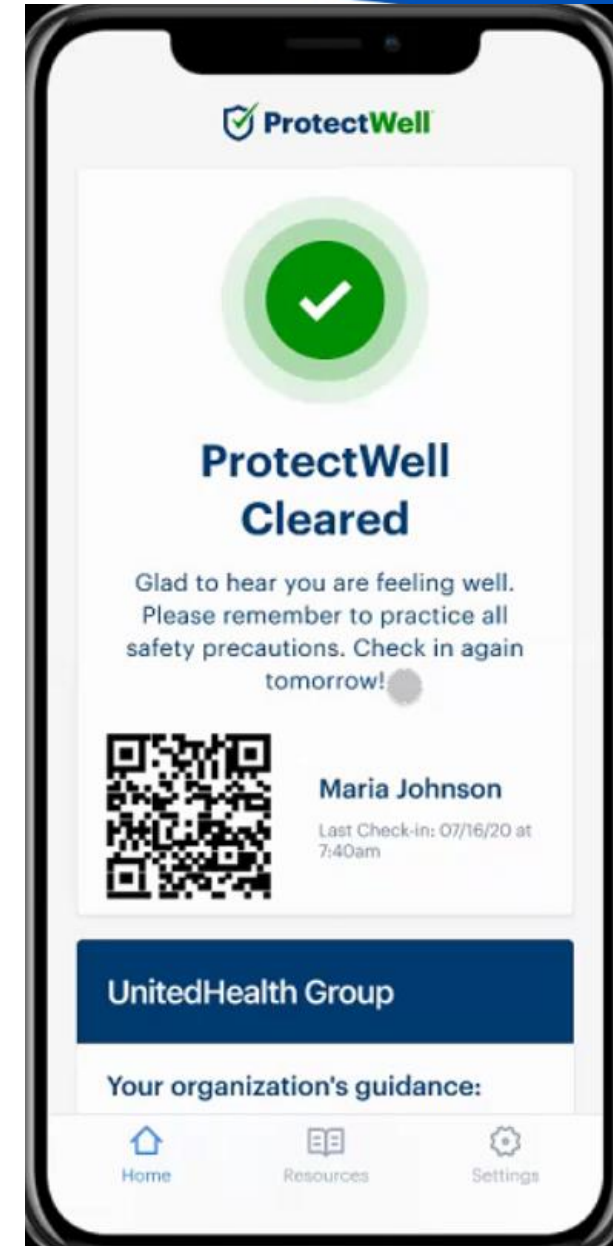 ProtectWell
ProtectWell
Cleared
Glad to hear you are feeling well.
Please remember to practice all
safety precautions. Check in again
tomorrow!
Maria Johnson
Last Check-in: 07/16/20 at
7:40am
UnitedHealth Group
Your organization's guidance:
Home
Resources
Settings